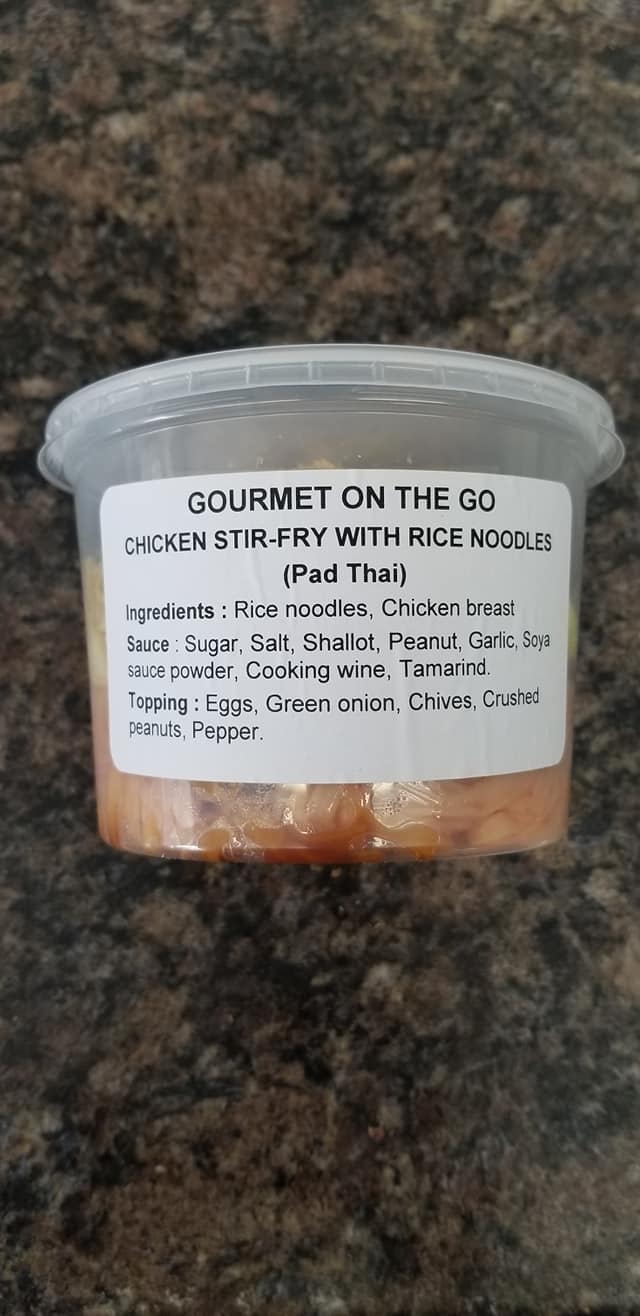 GOURMET ON THE GO
CHICKEN STIR-FRY WITH RICE NOODLES
(Pad Thai)
Ingredients : Rice noodles, Chicken breast
Sauce : Sugar, Salt, Shallot, Peanut, Garlic, Soya
sauce powder, Cooking wine, Tamarind.
Topping : Eggs, Green onion, Chives, Crushed
peanuts, Pepper.